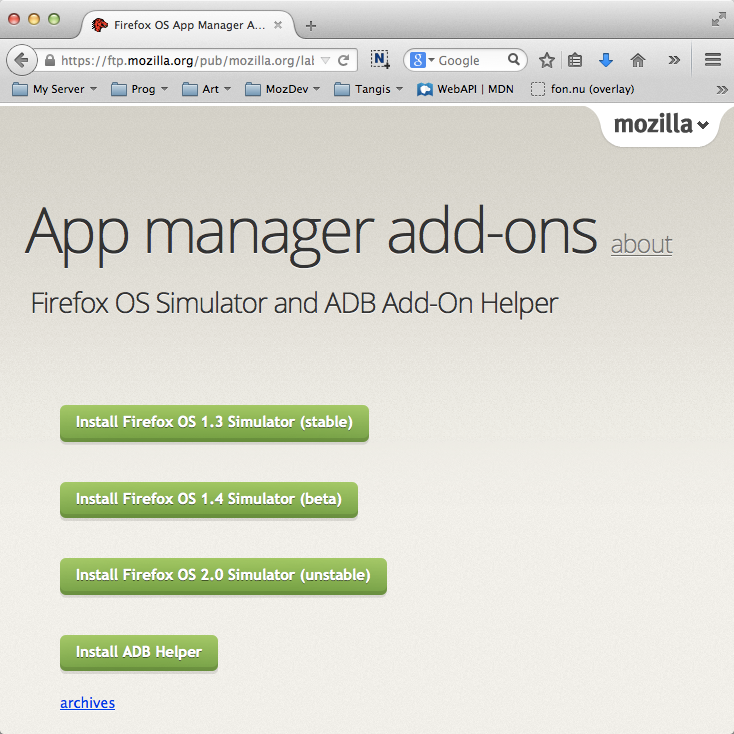 Firefox OS App Manager A...
https://ftp.mozilla.org/pub/mozilla.org/lal
Google
My Server Prog Art MozDev Tangis WebAPI | MDN fon.nu (overlay)
mozilla
App manager add-ons about
Firefox OS Simulator and ADB Add-On Helper
Install Firefox OS 1.3 Simulator (stable)
Install Firefox OS 1.4 Simulator (beta)
Install Firefox OS 2.0 Simulator (unstable)
Install ADB Helper
archives